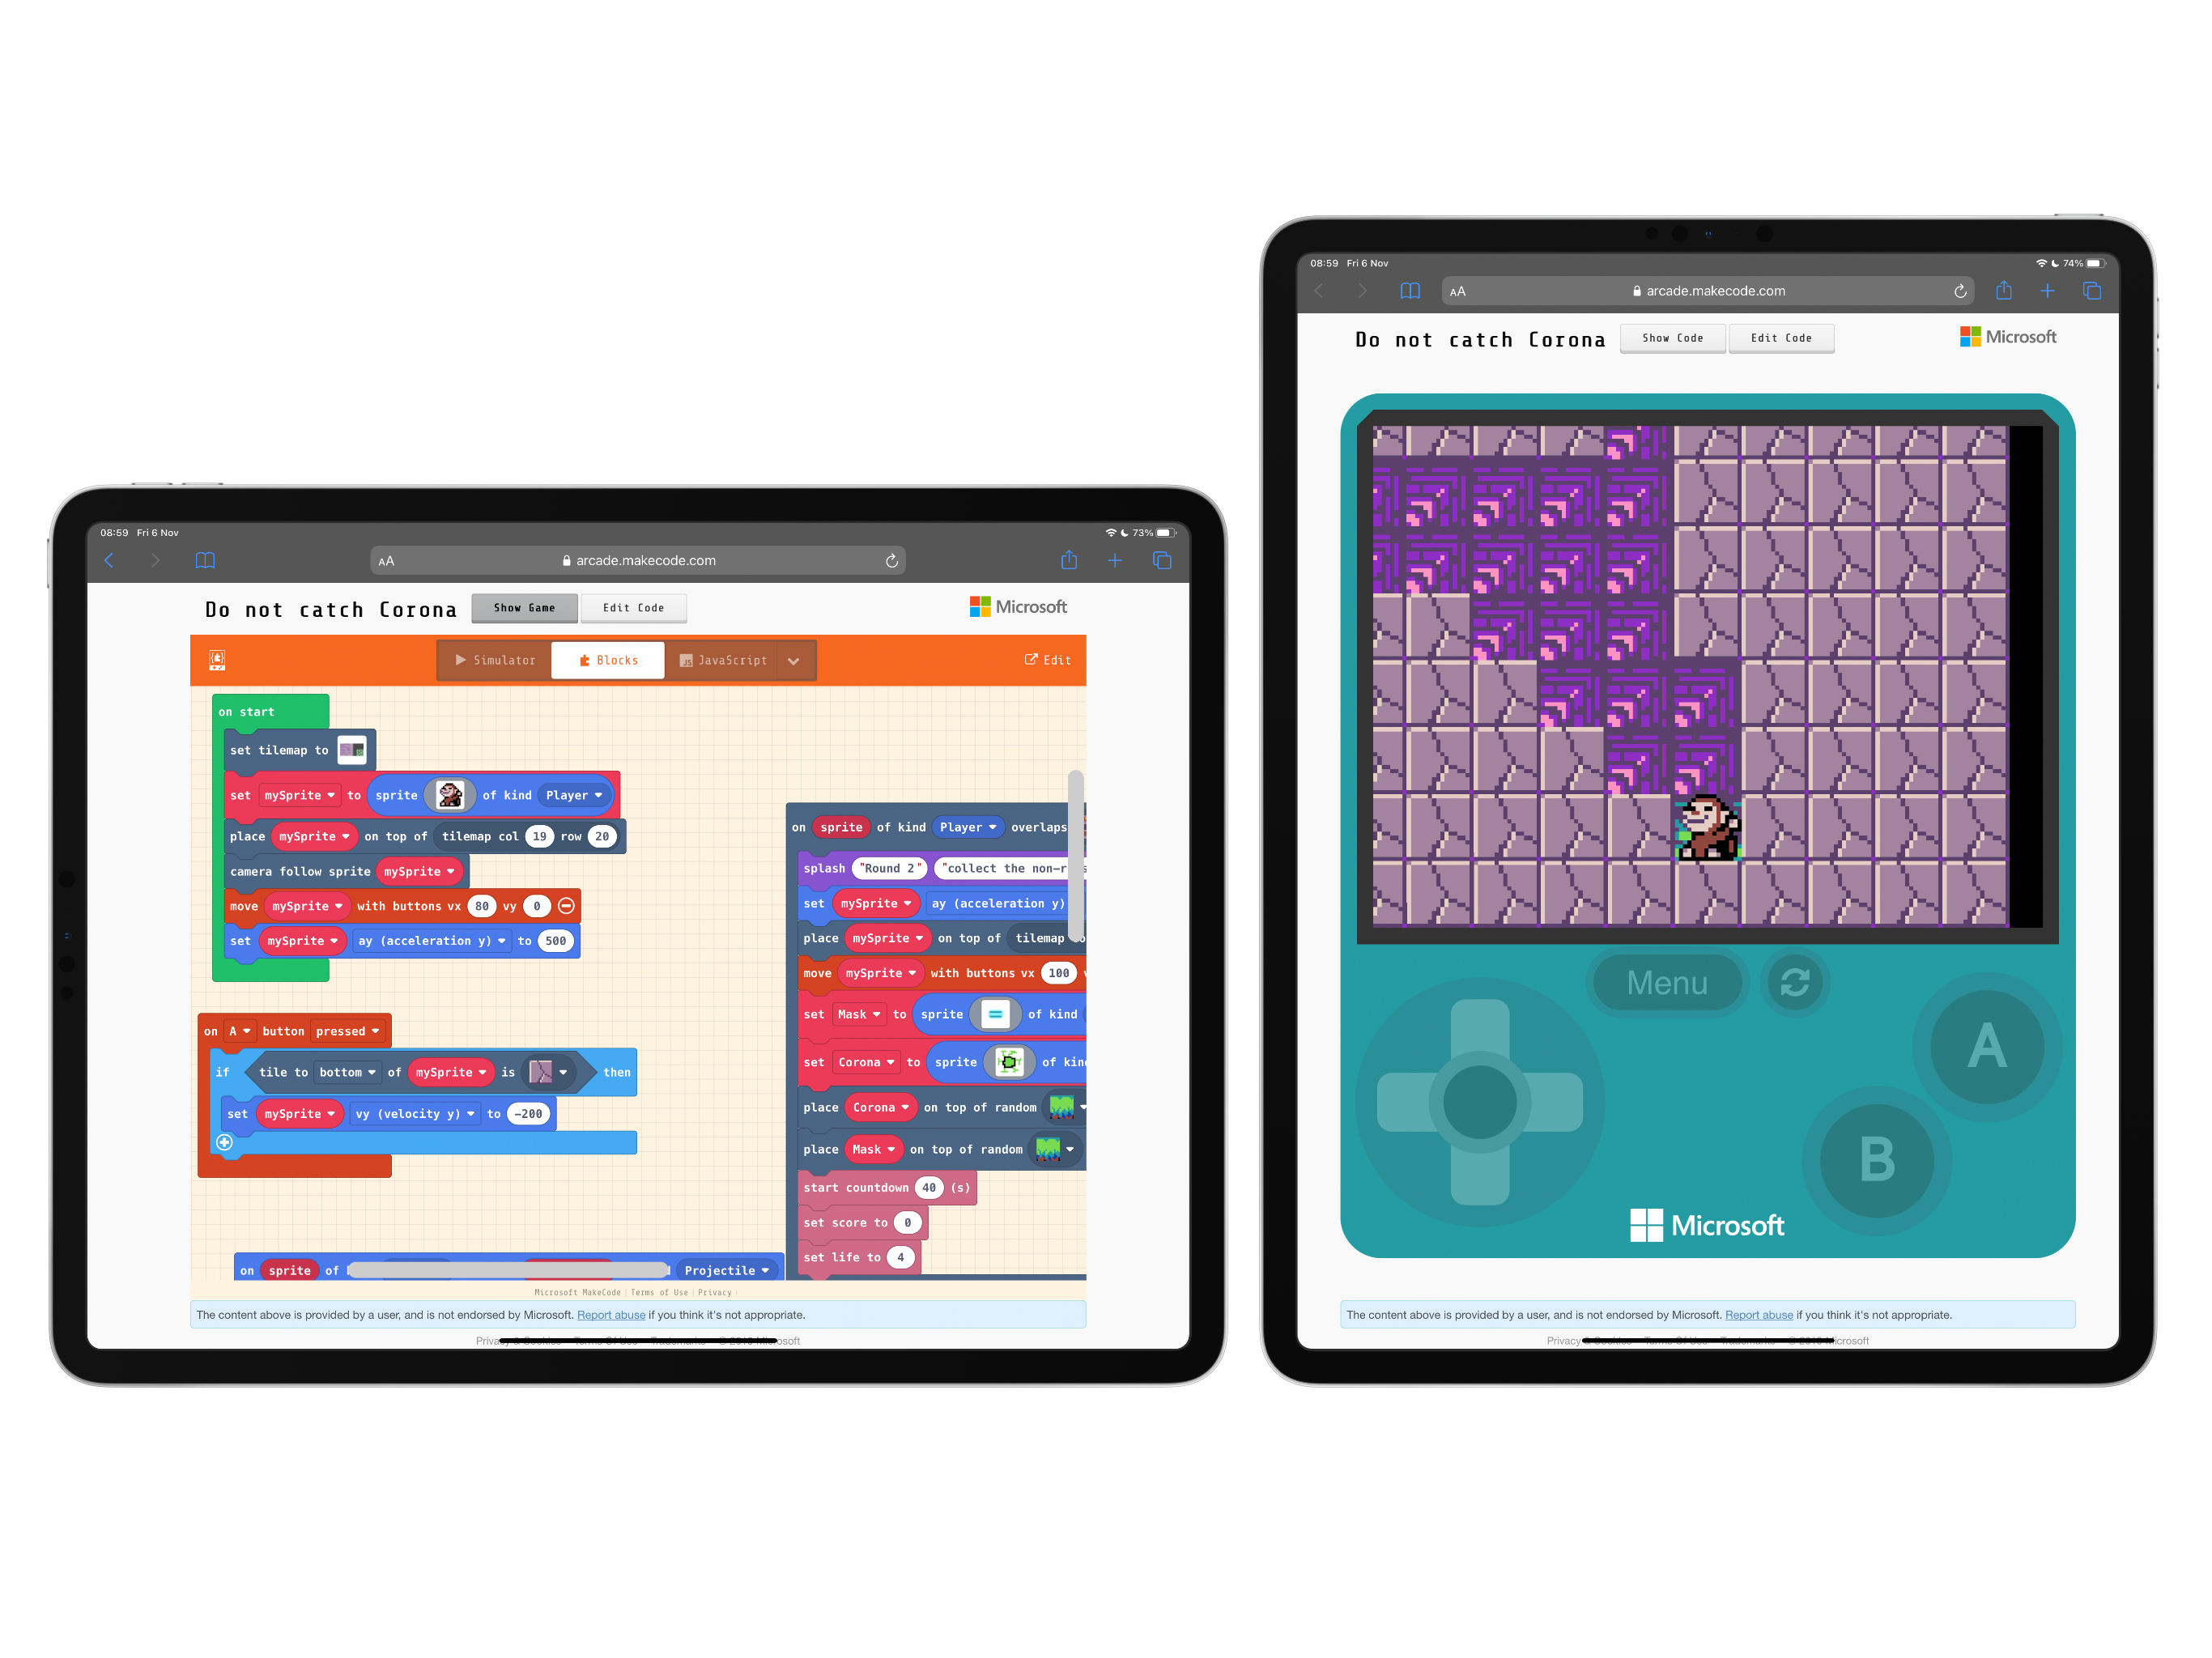 08:59 Fri 6 Nov
73%
AA
arcade.makecode.com
Do not catch Corona
Show Game
Edit Code
Microsoft
Simulator
Blocks
JS JavaScript
Edit
on start
set tilemap to
set mySprite to sprite of kind Player
place mySprite on top of tilemap col 19 row 20
camera follow sprite mySprite
move mySprite with buttons vx 80 vy 0
set mySprite ay (acceleration y) to 500
on A button pressed
if tile to bottom of mySprite is then
set mySprite vy (velocity y) to -200
on sprite of Projectile
on sprite of kind Player overlaps
splash "Round 2" "collect the non-r
set mySprite ay (acceleration y)
place mySprite on top of tilemap
move mySprite with buttons vx 100
set Mask to sprite of kind
set Corona to sprite of kin
place Corona on top of random
place Mask on top of random
start countdown 40 (s)
set score to 0
set life to 4
Microsoft MakeCode | Terms of Use | Privacy
The content above is provided by a user, and is not endorsed by Microsoft. Report abuse if you think it's not appropriate.
08:59 Fri 6 Nov
74%
AA
arcade.makecode.com
Do not catch Corona
Show Code
Edit Code
Microsoft
Menu
A
B
Microsoft
The content above is provided by a user, and is not endorsed by Microsoft. Report abuse if you think it's not appropriate.